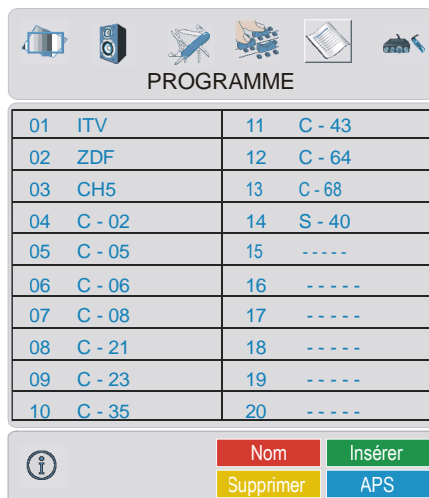 PROGRAMME
01 ITV 11 C - 43
02 ZDF 12 C - 64
03 CH5 13 C - 68
04 C - 02 14 S - 40
05 C - 05 15 - - - - -
06 C - 06 16 - - - - -
07 C - 08 17 - - - - -
08 C - 21 18 - - - - -
09 C - 23 19 - - - - -
10 C - 35 20 - - - - -
i Nom Insérer
Supprimer APS